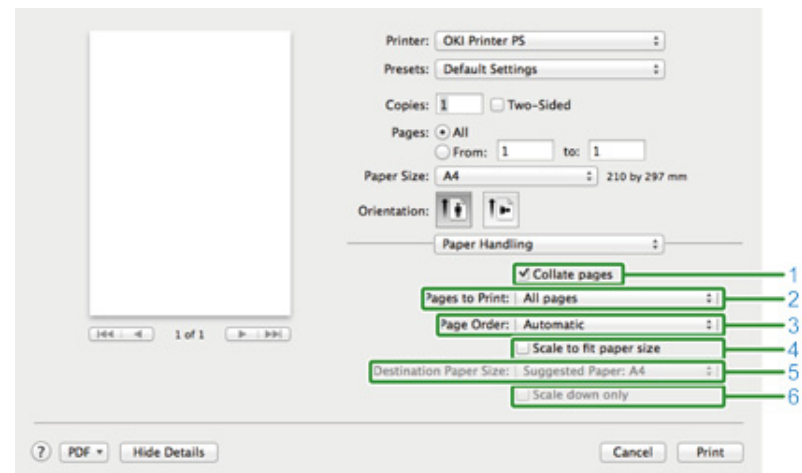 Printer: OKI Printer PS
Presets: Default Settings
Copies: 1 Two-Sided
Pages: All
From: 1 to: 1
Paper Size: A4 210 by 297 mm
Orientation:
Paper Handling
Collate pages 1
Pages to Print: All pages 2
Page Order: Automatic 3
Scale to fit paper size 4
Destination Paper Size: Suggested Paper: A4 5
Scale down only 6
1 of 1
? PDF Hide Details Cancel Print